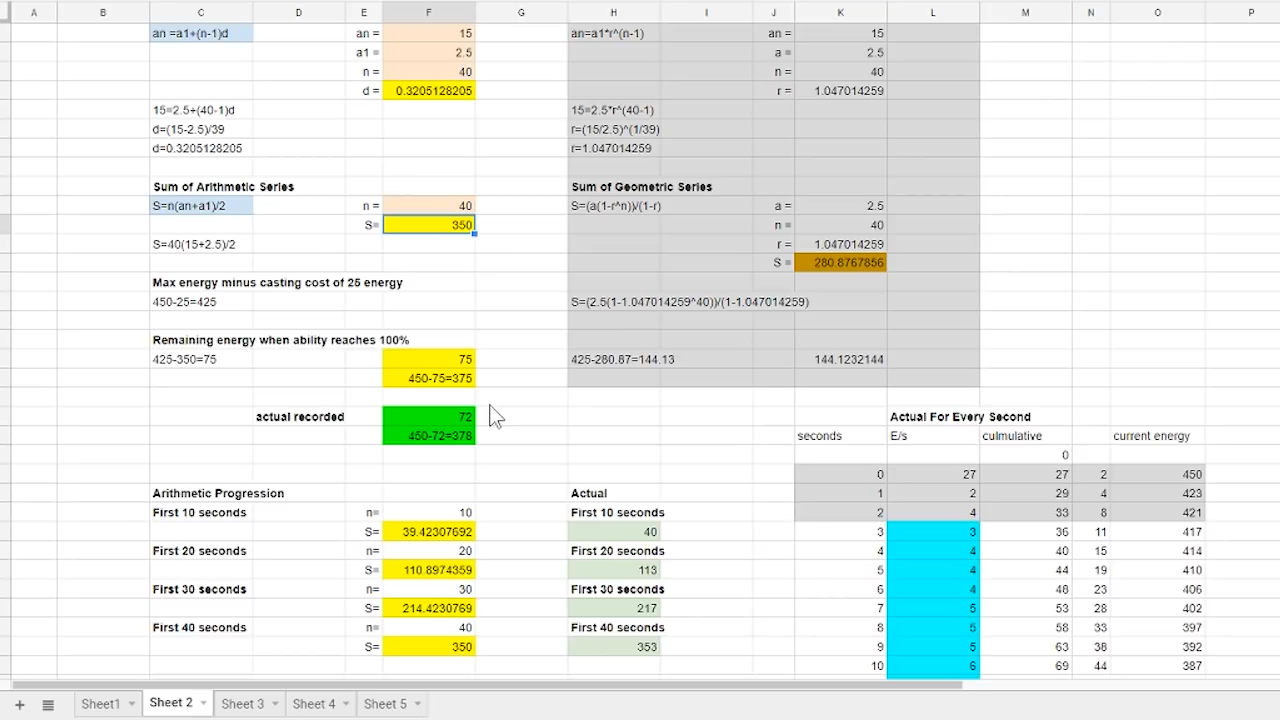 A B C D E F G H I J K L M N O P
an =a1+(n-1)d an = 15 an=a1*r^(n-1) an = 15
a1 = 2.5 a = 2.5
n = 40 n = 40
d = 0.3205128205 r = 1.047014259
15=2.5+(40-1)d 15=2.5*r^(40-1)
d=(15-2.5)/39 r=(15/2.5)^(1/39)
d=0.3205128205 r=1.047014259
Sum of Arithmetic Series Sum of Geometric Series
S=n(an+a1)/2 n = 40 S=(a(1-r^n))/(1-r) a = 2.5
S= 350 n = 40
S=40(15+2.5)/2 r = 1.047014259
S = 280.8767856
Max energy minus casting cost of 25 energy
450-25=425 S=(2.5(1-1.047014259^40))/(1-1.047014259)
Remaining energy when ability reaches 100%
425-350=75 75 425-280.87=144.13 144.1232144
450-75=375
actual recorded 72 Actual For Every Second
450-72=378 seconds E/s culmulative current energy
0
0 27 27 2 450
Arithmetic Progression Actual 1 2 29 4 423
First 10 seconds n= 10 First 10 seconds 2 4 33 8 421
S= 39.42307692 40 3 3 36 11 417
First 20 seconds n= 20 First 20 seconds 4 4 40 15 414
S= 110.8974359 113 5 4 44 19 410
First 30 seconds n= 30 First 30 seconds 6 4 48 23 406
S= 214.4230769 217 7 5 53 28 402
First 40 seconds n= 40 First 40 seconds 8 5 58 33 397
S= 350 353 9 5 63 38 392
10 6 69 44 387
Sheet1 Sheet 2 Sheet 3 Sheet 4 Sheet 5